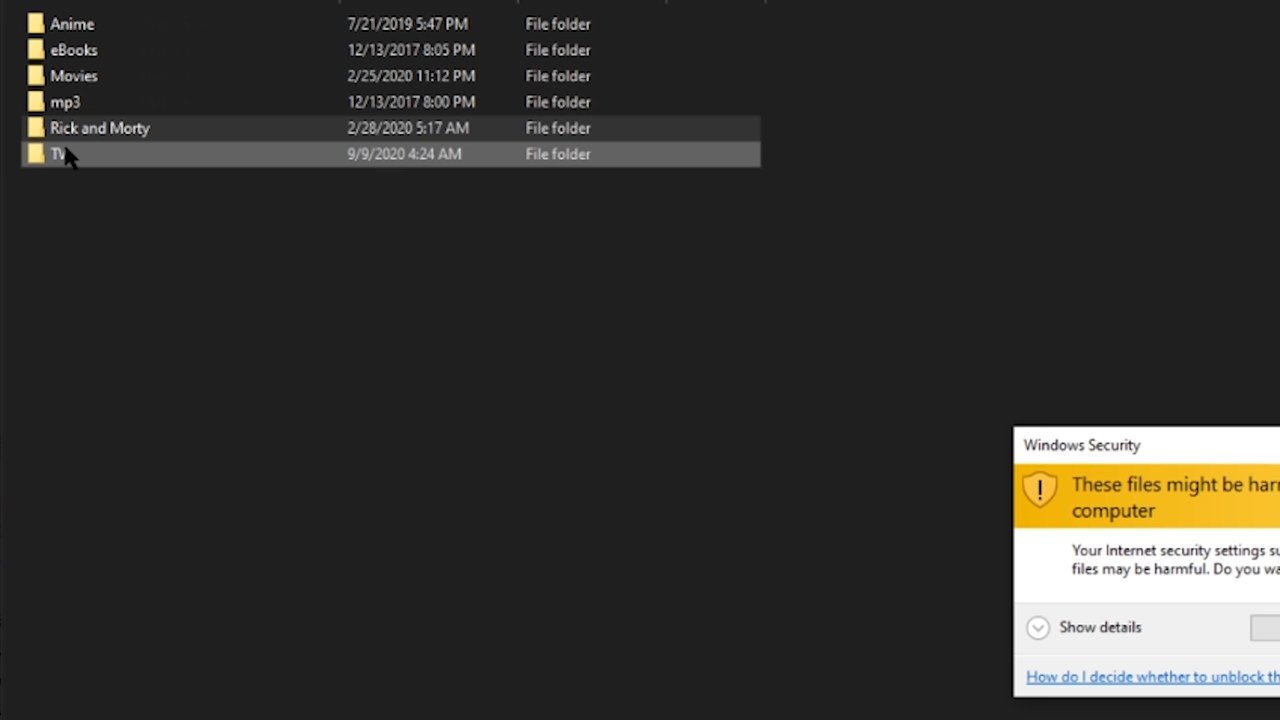 Anime 7/21/2019 5:47 PM File folder
eBooks 12/13/2017 8:05 PM File folder
Movies 2/25/2020 11:12 PM File folder
mp3 12/13/2017 8:00 PM File folder
Rick and Morty 2/28/2020 5:17 AM File folder
TV 9/9/2020 4:24 AM File folder
Windows Security
These files might be
computer
Your Internet security settings
files may be harmful. Do you
Show details
How do I decide whether to unblock